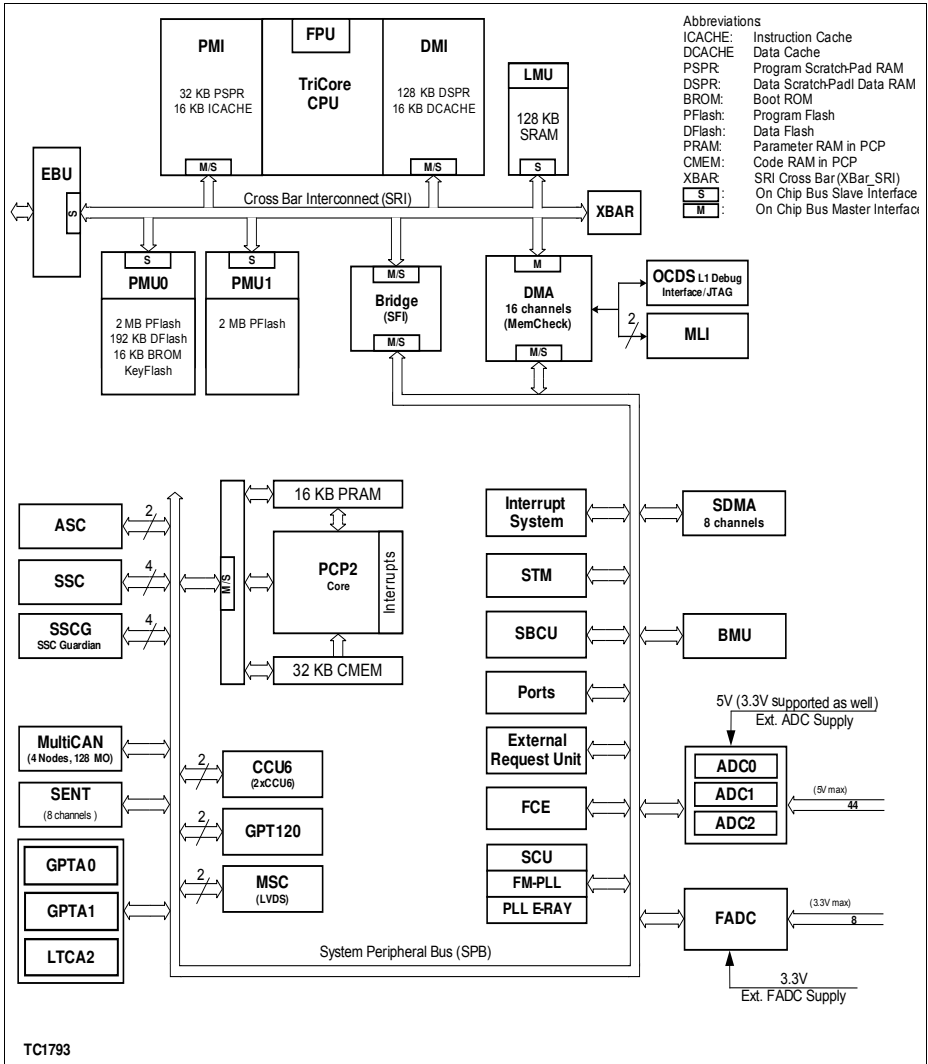 PMI
FPU
DMI
TriCore
CPU
32 KB PSPR
16 KB ICACHE
128 KB DSPR
16 KB DCACHE
M/S
M/S
LMU
128 KB
SRAM
S
Abbreviations:
ICACHE: Instruction Cache
DCACHE Data Cache
PSPR: Program Scratch-Pad RAM
DSPR: Data Scratch-Padl Data RAM
BROM: Boot ROM
PFlash: Program Flash
DFlash: Data Flash
PRAM: Parameter RAM in PCP
CMEM: Code RAM in PCP
XBAR: SRI Cross Bar (XBar_SRI)
S : On Chip Bus Slave Interface
M : On Chip Bus Master Interface
EBU
S
Cross Bar Interconnect (SRI)
XBAR
S
PMU0
2 MB PFlash
192 KB DFlash
16 KB BROM
KeyFlash
S
PMU1
2 MB PFlash
M/S
Bridge
(SFI)
M/S
M
DMA
16 channels
(MemCheck)
M/S
OCDS L1 Debug
Interface/JTAG
2
MLI
ASC
2
SSC
4
SSCG
SSC Guardian
4
M/S
16 KB PRAM
PCP2
Core
Interrupts
32 KB CMEM
Interrupt
System
SDMA
8 channels
STM
SBCU
BMU
Ports
External
Request Unit
FCE
SCU
FM-PLL
PLL E-RAY
MultiCAN
(4 Nodes, 128 MO)
SENT
(8 channels )
GPTA0
GPTA1
LTCA2
2
CCU6
(2xCCU6)
2
GPT120
2
MSC
(LVDS)
5V (3.3V supported as well)
Ext. ADC Supply
ADC0
ADC1
ADC2
(5V max)
44
FADC
(3.3V max)
8
3.3V
Ext. FADC Supply
System Peripheral Bus (SPB)
TC1793